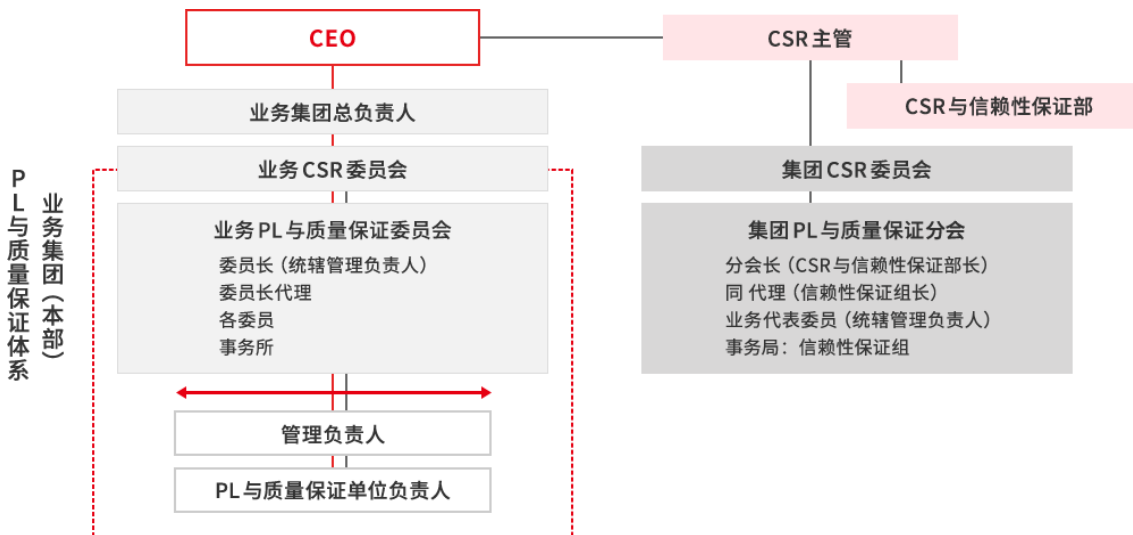 CEO
CSR主管
CSR与信赖性保证部
业务集团总负责人
业务CSR委员会
集团CSR委员会
业务集团（本部）
PL与质量保证体系
业务PL与质量保证委员会
委员长（统辖管理负责人）
委员长代理
各委员
事务所
集团PL与质量保证分会
分会长（CSR与信赖性保证部长）
同 代理（信赖性保证组长）
业务代表委员（统辖管理负责人）
事务局：信赖性保证组
管理负责人
PL与质量保证单位负责人